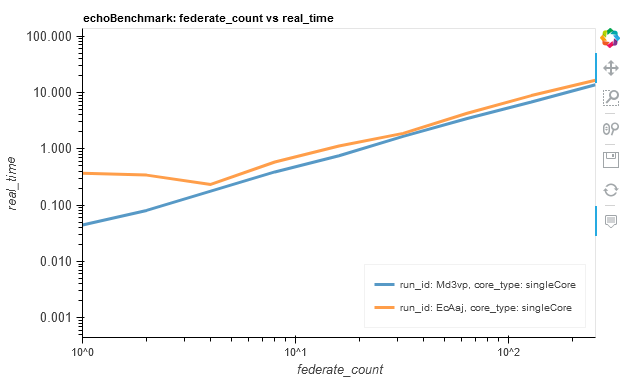 echoBenchmark: federate_count vs real_time
100.000
10.000
1.000
0.100
0.010
0.001
real_time
run_id: Md3vp, core_type: singleCore
run_id: EcAaj, core_type: singleCore
10^0
10^1
10^2
federate_count